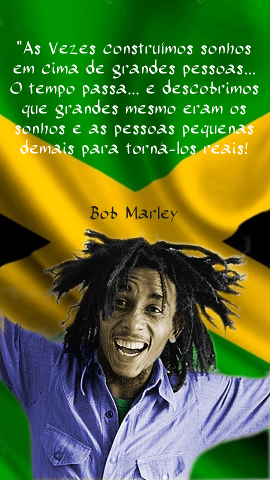 "As Vezes construímos sonhos
em cima de grandes pessoas...
O tempo passa... e descobrimos
que grandes mesmo eram os
sonhos e as pessoas pequenas
demais para torna-los reais!
Bob Marley